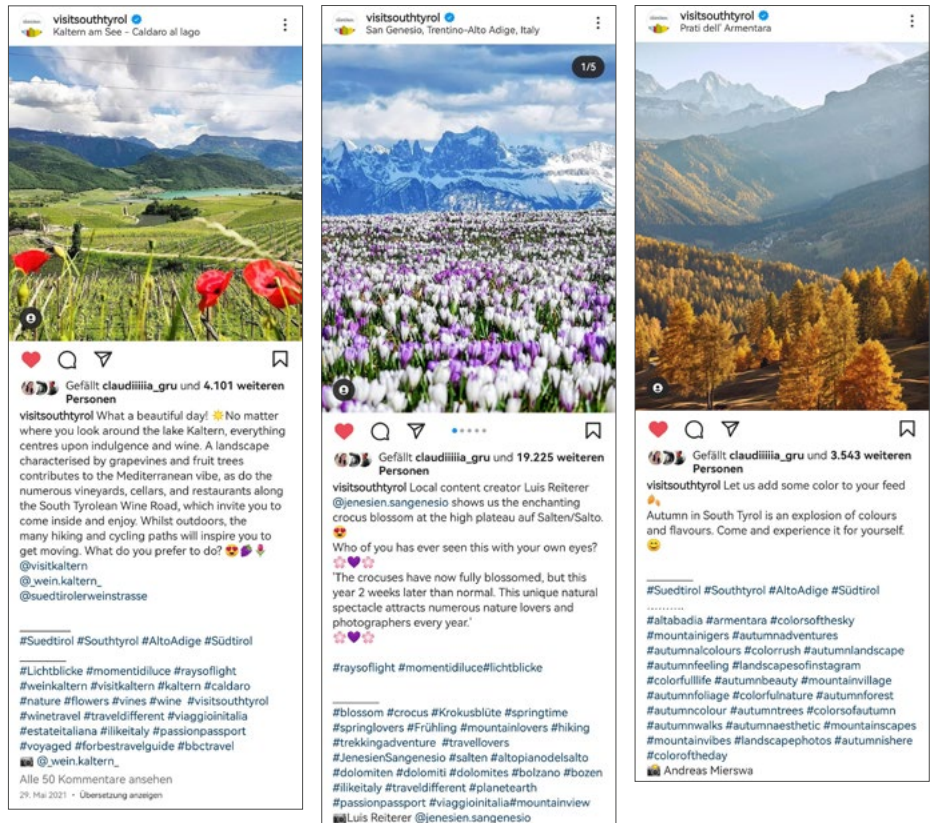 visitsouthtyrol
Kaltern am See - Caldaro al lago
Gefällt claudiiiiia_gru und 4.101 weiteren
Personen
visitsouthtyrol What a beautiful day! ☀️No matter
where you look around the lake Kaltern, everything
centres upon indulgence and wine. A landscape
characterised by grapevines and fruit trees
contributes to the Mediterranean vibe, as do the
numerous vineyards, cellars, and restaurants along
the South Tyrolean Wine Road, which invite you to
come inside and enjoy. Whilst outdoors, the
many hiking and cycling paths will inspire you to
get moving. What do you prefer to do? 😍🍇🌷
@visitkaltern
@_wein.kaltern_
@suedtirolerweinstrasse
#Suedtirol #Southtyrol #AltoAdige #Südtirol
#Lichtblicke #momentidiluce #raysoflight
#weinkaltern #visitkaltern #kaltern #caldaro
#nature #flowers #vines #wine #visitsouthtyrol
#winetravel #traveldifferent #viaggioinitalia
#estateitaliana #ilikeitaly #passionpassport
#voyaged #forbestravelguide #bbctravel
📷 @_wein.kaltern_
Alle 50 Kommentare ansehen
29. Mai 2021 • Übersetzung anzeigen
visitsouthtyrol
San Genesio, Trentino-Alto Adige, Italy
1/5
Gefällt claudiiiiia_gru und 19.225 weiteren
Personen
visitsouthtyrol Local content creator Luis Reiterer
@jenesien.sangenesio shows us the enchanting
crocus blossom at the high plateau auf Salten/Salto.
😍
Who of you has ever seen this with your own eyes?
🌸💜🌸
'The crocuses have now fully blossomed, but this
year 2 weeks later than normal. This unique natural
spectacle attracts numerous nature lovers and
photographers every year.'
🌸💜🌸
#raysoflight #momentidiluce#lichtblicke
#blossom #crocus #Krokusblüte #springtime
#springlovers #Frühling #mountainlovers #hiking
#trekkingadventure #travellovers
#JenesienSangenesio #salten #altopianodelsalto
#dolomiten #dolomiti #dolomites #bolzano #bozen
#ilikeitaly #traveldifferent #planetearth
#passionpassport #viaggioinitalia#mountainview
📷Luis Reiterer @jenesien.sangenesio
visitsouthtyrol
Prati dell' Armentara
Gefällt claudiiiiia_gru und 3.543 weiteren
Personen
visitsouthtyrol Let us add some color to your feed
🍂
Autumn in South Tyrol is an explosion of colours
and flavours. Come and experience it for yourself.
😊
#Suedtirol #Southtyrol #AltoAdige #Südtirol
.........
#altabadia #armentara #colorsofthesky
#mountainigers #autumnadventures
#autumnalcolours #colorrush #autumnlandscape
#autumnfeeling #landscapesofinstagram
#colorfulllife #autumnbeauty #mountainvillage
#autumnfoliage #colorfulnature #autumnforest
#autumncolour #autumntrees #colorsofautumn
#autumnwalks #autumnaesthetic #mountainscapes
#mountainvibes #landscapephotos #autumnishere
#coloroftheday
📸 Andreas Mierswa